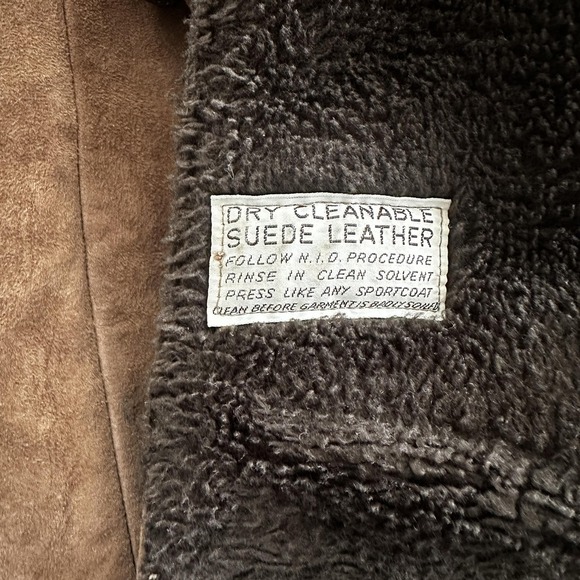 DRY CLEANABLE
SUEDE LEATHER
FOLLOW N.I.D. PROCEDURE
RINSE IN CLEAN SOLVENT
PRESS LIKE ANY SPORTCOAT
CLEAN BEFORE GARMENT IS BADLY SOILED